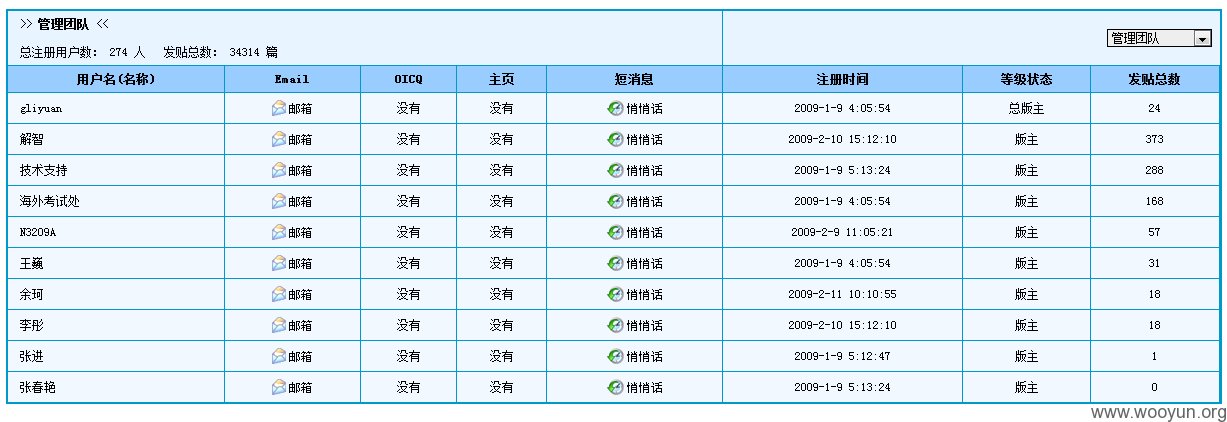 >> 管理团队 <<
总注册用户数： 274 人 发贴总数： 34314 篇
管理团队
用户名(名称) Email OICQ 主页 短消息 注册时间 等级状态 发贴总数
gliyuan 邮箱 没有 没有 悄悄话 2009-1-9 4:05:54 总版主 24
解智 邮箱 没有 没有 悄悄话 2009-2-10 15:12:10 版主 373
技术支持 邮箱 没有 没有 悄悄话 2009-1-9 5:13:24 版主 288
海外考试处 邮箱 没有 没有 悄悄话 2009-1-9 4:05:54 版主 168
N3209A 邮箱 没有 没有 悄悄话 2009-2-9 11:05:21 版主 57
王巍 邮箱 没有 没有 悄悄话 2009-1-9 4:05:54 版主 31
余珂 邮箱 没有 没有 悄悄话 2009-2-11 10:10:55 版主 18
李彤 邮箱 没有 没有 悄悄话 2009-2-10 15:12:10 版主 18
张进 邮箱 没有 没有 悄悄话 2009-1-9 5:12:47 版主 1
张春艳 邮箱 没有 没有 悄悄话 2009-1-9 5:13:24 版主 0
www.wooyun.org